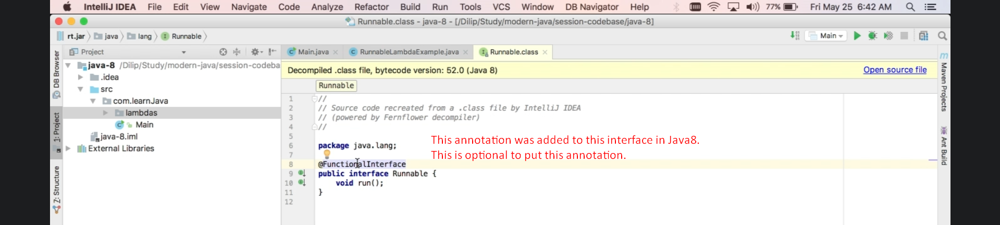 IntelliJ IDEA File Edit View Navigate Code Analyze Refactor Build Run Tools VCS Window DB Navigator Help 77% Fri May 25 6:42 AM
Runnable.class - java-8 - [/Dilip/Study/modern-java/session-codebase/java-8]
rt.jar java lang I Runnable Main
Project
C Main.java C RunnableLambdaExample.java I Runnable.class
DB Browser
1: Project
Z: Structure
java-8 /Dilip/Study/modern-java/session-codeba
.idea
src
com.learnJava
lambdas
C Main
java-8.iml
External Libraries
Decompiled .class file, bytecode version: 52.0 (Java 8) Open source file
Runnable
1 //
2 // Source code recreated from a .class file by IntelliJ IDEA
3 // (powered by Fernflower decompiler)
4 //
5
6 package java.lang;
7
8 @FunctionalInterface
9 public interface Runnable {
10 void run();
11 }
12
This annotation was added to this interface in Java8.
This is optional to put this annotation.
m Maven Projects
Ant Build